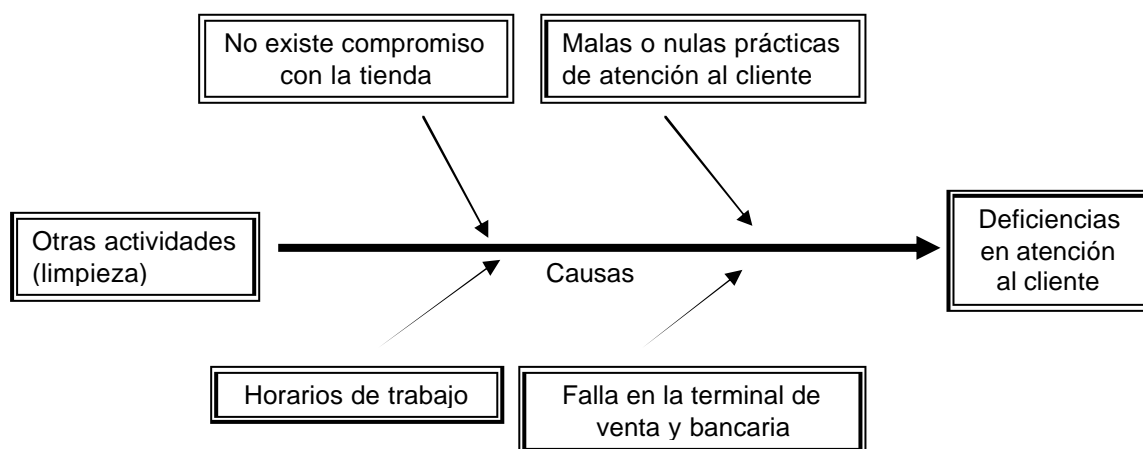 No existe compromiso
con la tienda
Malas o nulas prácticas
de atención al cliente
Otras actividades
(limpieza)
Causas
Deficiencias
en atención
al cliente
Horarios de trabajo
Falla en la terminal de
venta y bancaria